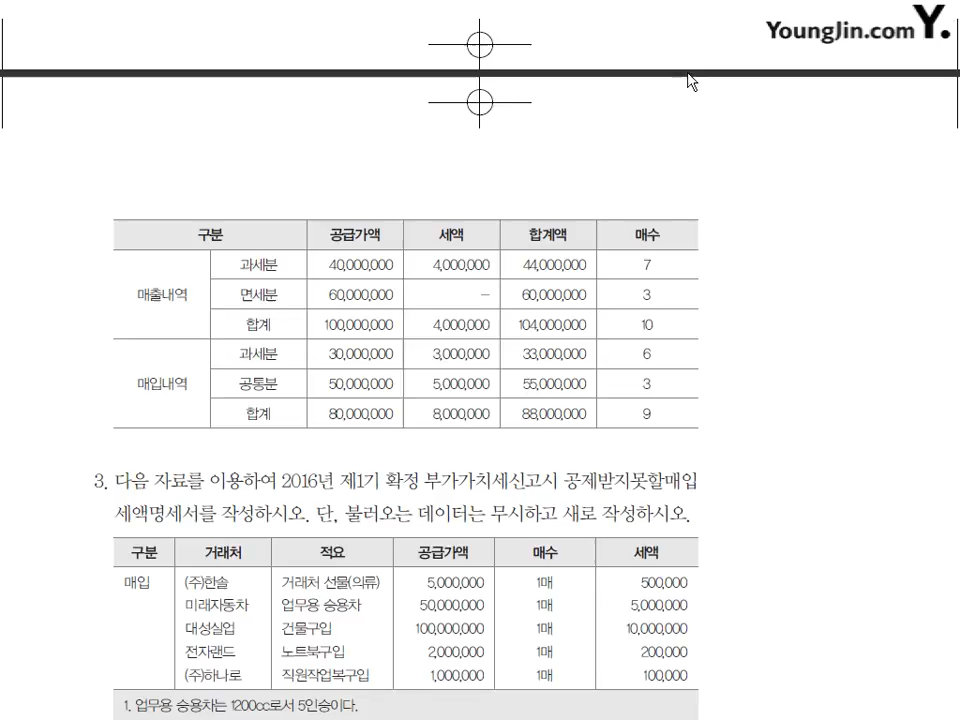 YoungJin.com Y.
구분 공급가액 세액 합계액 매수
매출내역 과세분 40,000,000 4,000,000 44,000,000 7
면세분 60,000,000 － 60,000,000 3
합계 100,000,000 4,000,000 104,000,000 10
매입내역 과세분 30,000,000 3,000,000 33,000,000 6
공통분 50,000,000 5,000,000 55,000,000 3
합계 80,000,000 8,000,000 88,000,000 9
3. 다음 자료를 이용하여 2016년 제1기 확정 부가가치세신고시 공제받지못할매입
세액명세서를 작성하시오. 단, 불러오는 데이터는 무시하고 새로 작성하시오.
구분 거래처 적요 공급가액 매수 세액
매입 (주)한솔 거래처 선물(의류) 5,000,000 1매 500,000
미래자동차 업무용 승용차 50,000,000 1매 5,000,000
대성실업 건물구입 100,000,000 1매 10,000,000
전자랜드 노트북구입 2,000,000 1매 200,000
(주)하나로 직원작업복구입 1,000,000 1매 100,000
1. 업무용 승용차는 1200cc로서 5인승이다.